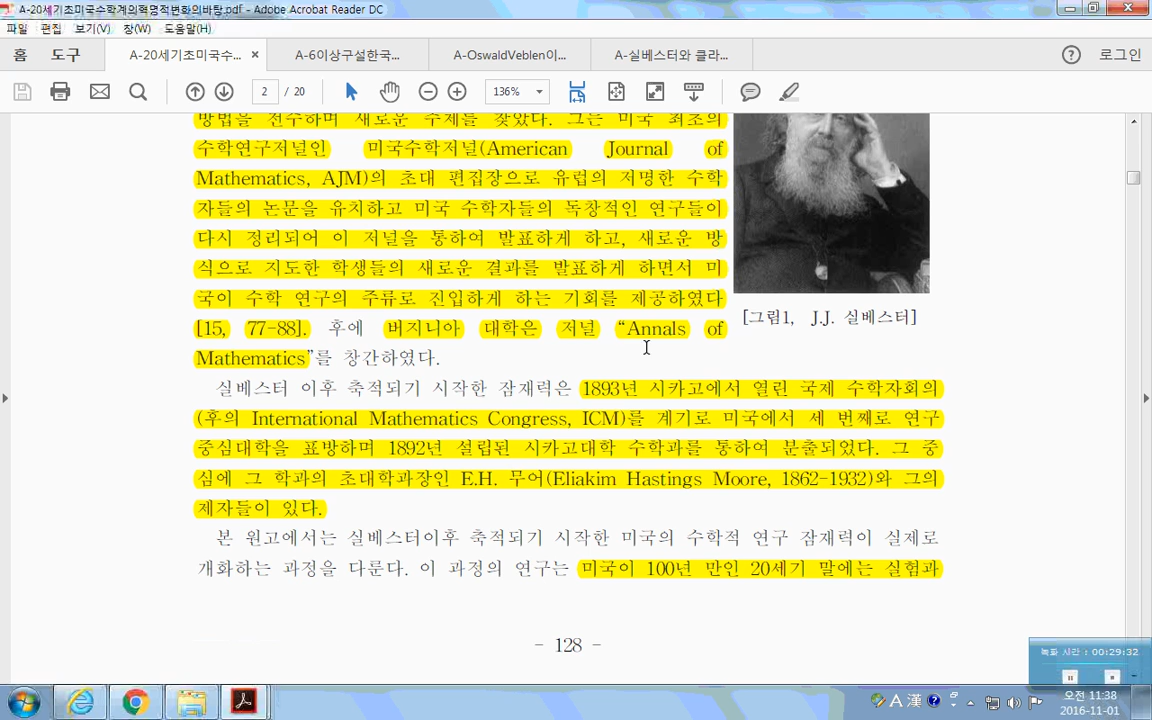 A-20세기초미국수학계의혁명적변화의바탕.pdf - Adobe Acrobat Reader DC
파일 편집 보기(V) 창(W) 도움말(H)
홈 도구 A-20세기초미국수... × A-6이상구설한국... A-OswaldVeblen이... A-실베스터와 클라... ? 로그인
2 / 20 136%
방법을 전수하며 새로운 주제를 찾았다. 그는 미국 최초의
수학연구저널인 미국수학저널(American Journal of
Mathematics, AJM)의 초대 편집장으로 유럽의 저명한 수학
자들의 논문을 유치하고 미국 수학자들의 독창적인 연구들이
다시 정리되어 이 저널을 통하여 발표하게 하고, 새로운 방
식으로 지도한 학생들의 새로운 결과를 발표하게 하면서 미
국이 수학 연구의 주류로 진입하게 하는 기회를 제공하였다
[15, 77-88]. 후에 버지니아 대학은 저널 “Annals of
Mathematics”를 창간하였다.
[그림1, J.J. 실베스터]
실베스터 이후 축적되기 시작한 잠재력은 1893년 시카고에서 열린 국제 수학자회의
(후의 International Mathematics Congress, ICM)를 계기로 미국에서 세 번째로 연구
중심대학을 표방하며 1892년 설립된 시카고대학 수학과를 통하여 분출되었다. 그 중
심에 그 학과의 초대학과장인 E.H. 무어(Eliakim Hastings Moore, 1862-1932)와 그의
제자들이 있다.
본 원고에서는 실베스터이후 축적되기 시작한 미국의 수학적 연구 잠재력이 실제로
개화하는 과정을 다룬다. 이 과정의 연구는 미국이 100년 만인 20세기 말에는 실험과
- 128 -
녹화 시간 : 00:29:32
A 漢 ?
오전 11:38
2016-11-01